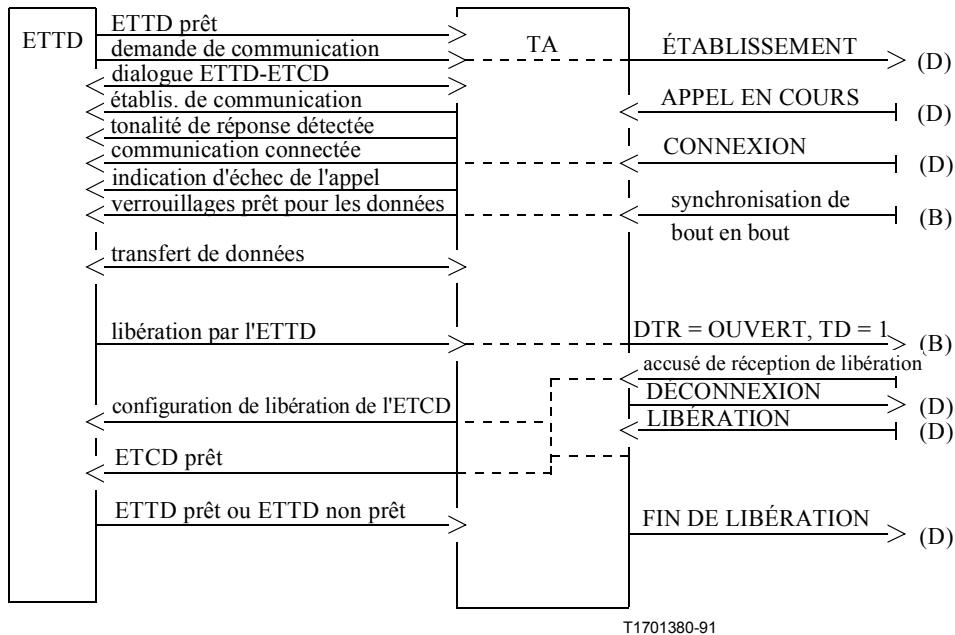 ETTD prêt
ETTD
TA
demande de communication
ÉTABLISSEMENT
(D)
dialogue ETTD-ETCD
établis. de communication
APPEL EN COURS
(D)
tonalité de réponse détectée
communication connectée
CONNEXION
(D)
indication d'échec de l'appel
verrouillages prêt pour les données
synchronisation de
bout en bout
(B)
transfert de données
libération par l'ETTD
DTR = OUVERT, TD = 1
(B)
accusé de réception de libération
DÉCONNEXION
(D)
configuration de libération de l'ETCD
LIBÉRATION
(D)
ETCD prêt
ETTD prêt ou ETTD non prêt
FIN DE LIBÉRATION
(D)
T1701380-91